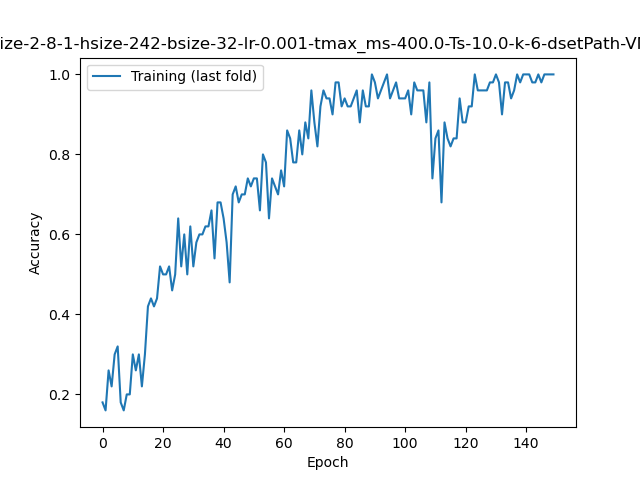 ize-2-8-1-hsize-242-bsize-32-lr-0.001-tmax_ms-400.0-Ts-10.0-k-6-dsetPath-VI
Training (last fold)
1.0
0.8
0.6
0.4
0.2
Accuracy
0 20 40 60 80 100 120 140
Epoch